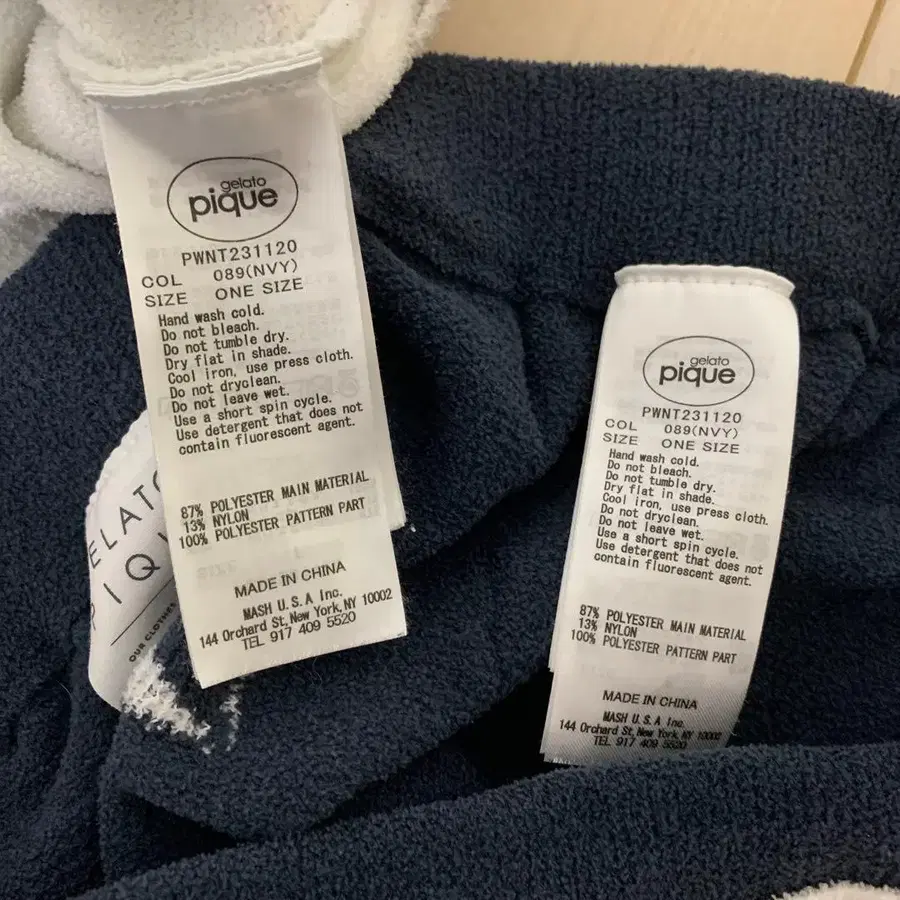 gelato
pique
PWNT231120
COL 089(NVY)
SIZE ONE SIZE
Hand wash cold.
Do not bleach.
Do not tumble dry.
Dry flat in shade.
Cool iron, use press cloth.
Do not dryclean.
Do not leave wet.
Use a short spin cycle.
Use detergent that does not
contain fluorescent agent.
87% POLYESTER MAIN MATERIAL
13% NYLON
100% POLYESTER PATTERN PART
MADE IN CHINA
MASH U.S.A Inc.
144 Orchard St, New York, NY 10002
TEL 917 409 5520
ELATO
PIQU
OUR CLOTHES
gelato
pique
PWNT231120
COL 089(NVY)
SIZE ONE SIZE
Hand wash cold.
Do not bleach.
Do not tumble dry.
Dry flat in shade.
Cool iron, use press cloth.
Do not dryclean.
Do not leave wet.
Use a short spin cycle.
Use detergent that does not
contain fluorescent agent.
87% POLYESTER MAIN MATERIAL
13% NYLON
100% POLYESTER PATTERN PART
MADE IN CHINA
MASH U.S.A Inc.
144 Orchard St, New York, NY 10002
TEL 917 409 5520